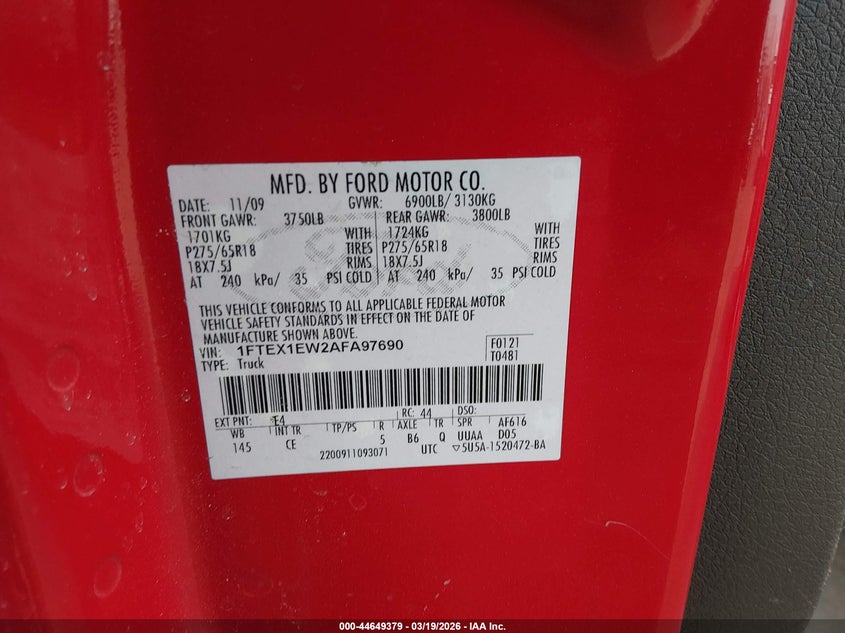 MFD. BY FORD MOTOR CO.
DATE: 11/09 GVWR: 6900LB/ 3130KG
FRONT GAWR: 3750LB REAR GAWR: 3800LB
1701KG WITH 1724KG WITH
P275/65R18 TIRES P275/65R18 TIRES
18X7.5J RIMS 18X7.5J RIMS
AT 240 kPa/ 35 PSI COLD AT 240 kPa/ 35 PSI COLD
Ford
THIS VEHICLE CONFORMS TO ALL APPLICABLE FEDERAL MOTOR
VEHICLE SAFETY STANDARDS IN EFFECT ON THE DATE OF
MANUFACTURE SHOWN ABOVE.
VIN: 1FTEX1EW2AFA97690 F0121
TYPE: Truck T0481
EXT PNT: E4 RC: 44 DSO:
WB INT TR TP/PS R AXLE TR SPR AF616
145 CE 5 B6 Q UUAA D05
2200911093071 UTC ▽5U5A-1520472-BA
000-44649379 - 03/19/2026 - IAA Inc.